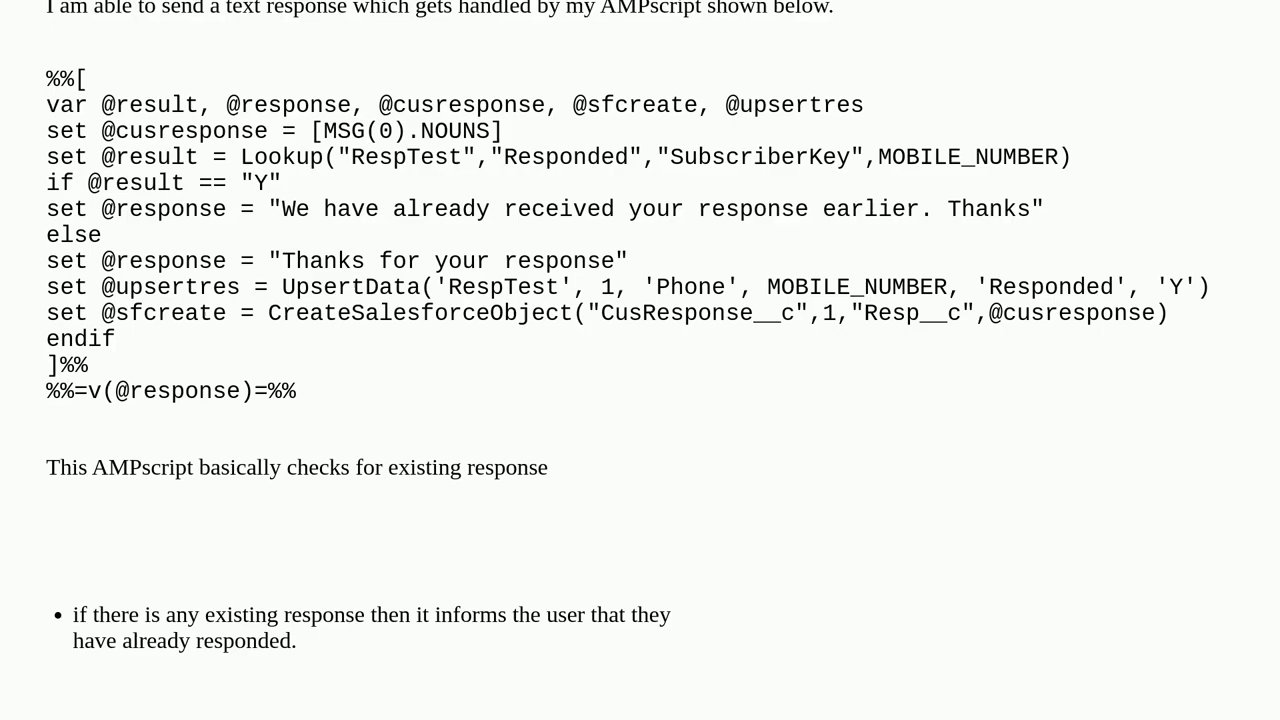 I am able to send a text response which gets handled by my AMPscript shown below.
%%[
var @result, @response, @cusresponse, @sfcreate, @upsertres
set @cusresponse = [MSG(0).NOUNS]
set @result = Lookup("RespTest","Responded","SubscriberKey",MOBILE_NUMBER)
if @result == "Y"
set @response = "We have already received your response earlier. Thanks"
else
set @response = "Thanks for your response"
set @upsertres = UpsertData('RespTest', 1, 'Phone', MOBILE_NUMBER, 'Responded', 'Y')
set @sfcreate = CreateSalesforceObject("CusResponse__c",1,"Resp__c",@cusresponse)
endif
]%%
%%=v(@response)=%%
This AMPscript basically checks for existing response
• if there is any existing response then it informs the user that they
have already responded.